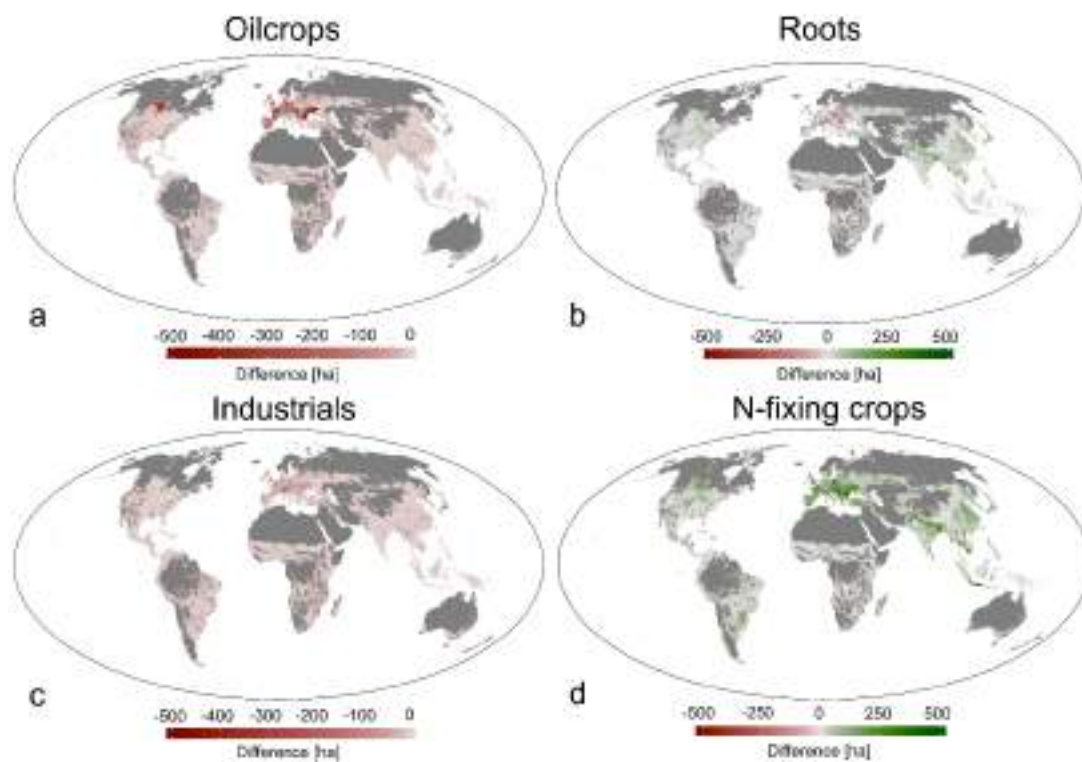 Oilcrops
Roots
a
-500 -400 -300 -200 -100 0
Difference [ha]
b
-500 -250 0 250 500
Difference [ha]
Industrials
N-fixing crops
c
-500 -400 -300 -200 -100 0
Difference [ha]
d
-500 -250 0 250 500
Difference [ha]